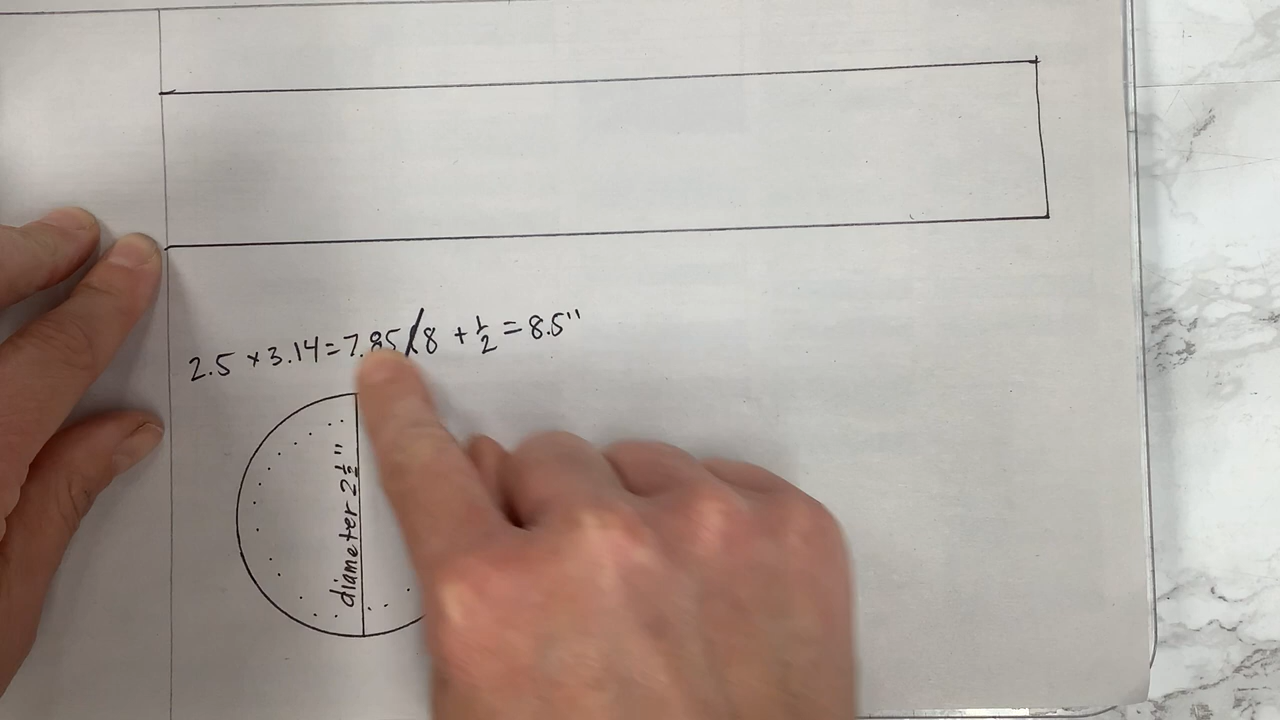 2.5 × 3.14 = 7.85 / 8 + 1/2 = 8.5"
diameter 2 1/2"